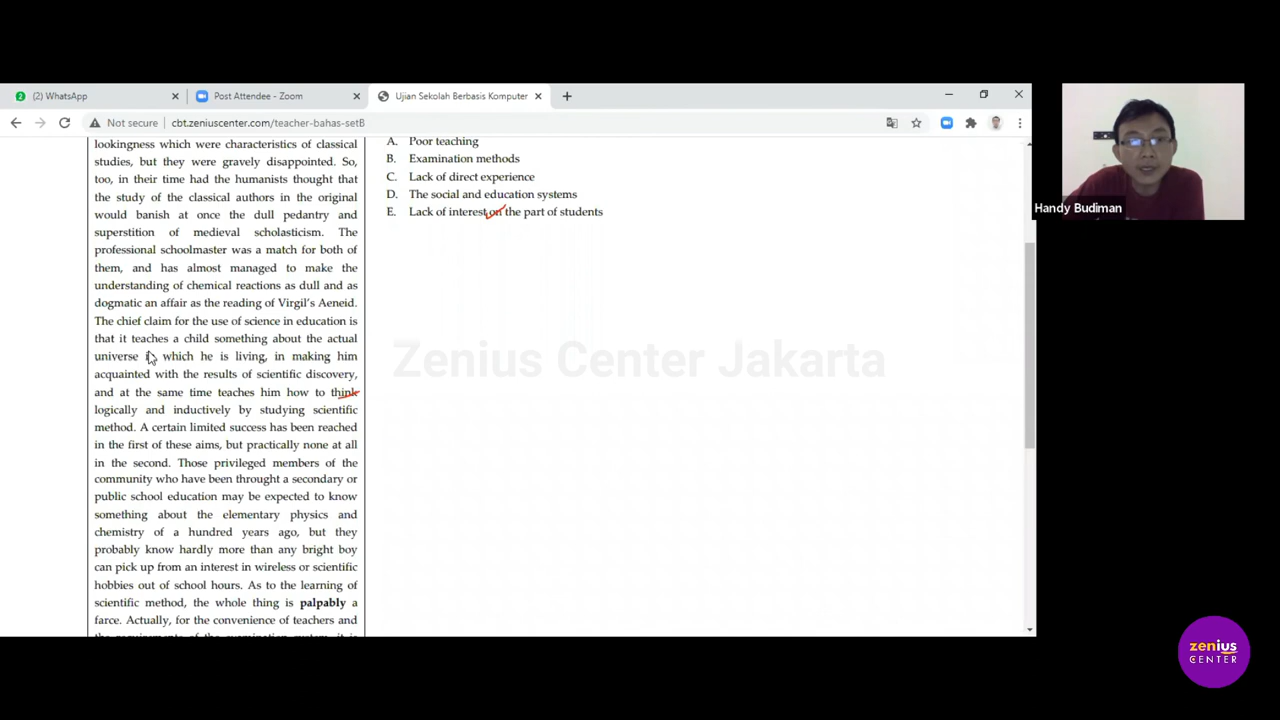 (2) WhatsApp
Post Attendee - Zoom
Ujian Sekolah Berbasis Komputer
Not secure
cbt.zeniuscenter.com/teacher-bahas-setB
lookingness which were characteristics of classical
studies, but they were gravely disappointed. So,
too, in their time had the humanists thought that
the study of the classical authors in the original
would banish at once the dull pedantry and
superstition of medieval scholasticism. The
professional schoolmaster was a match for both of
them, and has almost managed to make the
understanding of chemical reactions as dull and as
dogmatic an affair as the reading of Virgil's Aeneid.
The chief claim for the use of science in education is
that it teaches a child something about the actual
universe in which he is living, in making him
acquainted with the results of scientific discovery,
and at the same time teaches him how to think
logically and inductively by studying scientific
method. A certain limited success has been reached
in the first of these aims, but practically none at all
in the second. Those privileged members of the
community who have been throught a secondary or
public school education may be expected to know
something about the elementary physics and
chemistry of a hundred years ago, but they
probably know hardly more than any bright boy
can pick up from an interest in wireless or scientific
hobbies out of school hours. As to the learning of
scientific method, the whole thing is palpably a
farce. Actually, for the convenience of teachers and
the requirements of the examination system, it is
A. Poor teaching
B. Examination methods
C. Lack of direct experience
D. The social and education systems
E. Lack of interest on the part of students
Zenius Center Jakarta
Handy Budiman
zenius
CENTER